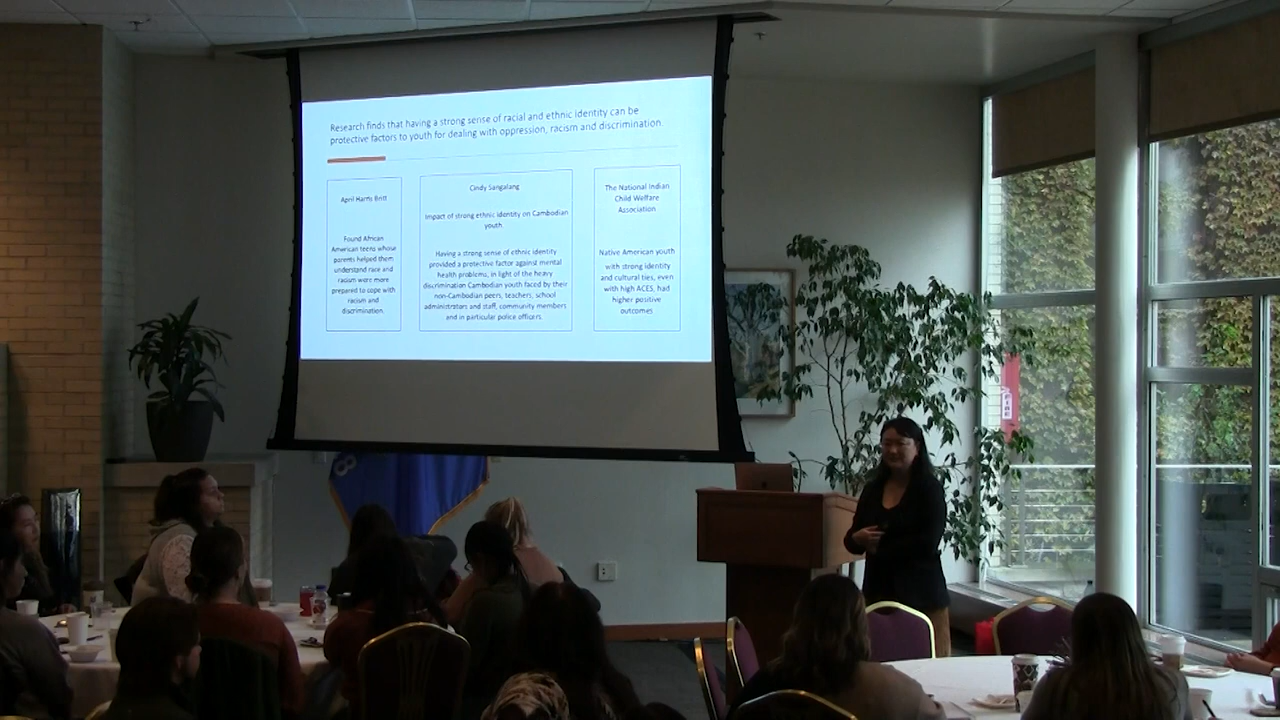 Research finds that having a strong sense of racial and ethnic identity can be
protective factors to youth for dealing with oppression, racism and discrimination.
April Harris Britt
Found African
American teens whose
parents helped them
understand race and
racism were more
prepared to cope with
racism and
discrimination.
Cindy Sangalang
Impact of strong ethnic identity on Cambodian
youth
Having a strong sense of ethnic identity
provided a protective factor against mental
health problems, in light of the heavy
discrimination Cambodian youth faced by their
non-Cambodian peers, teachers, school
administrators and staff, community members
and in particular police officers.
The National Indian
Child Welfare
Association
Native American youth
with strong identity
and cultural ties, even
with high ACES, had
higher positive
outcomes
FIRE
8